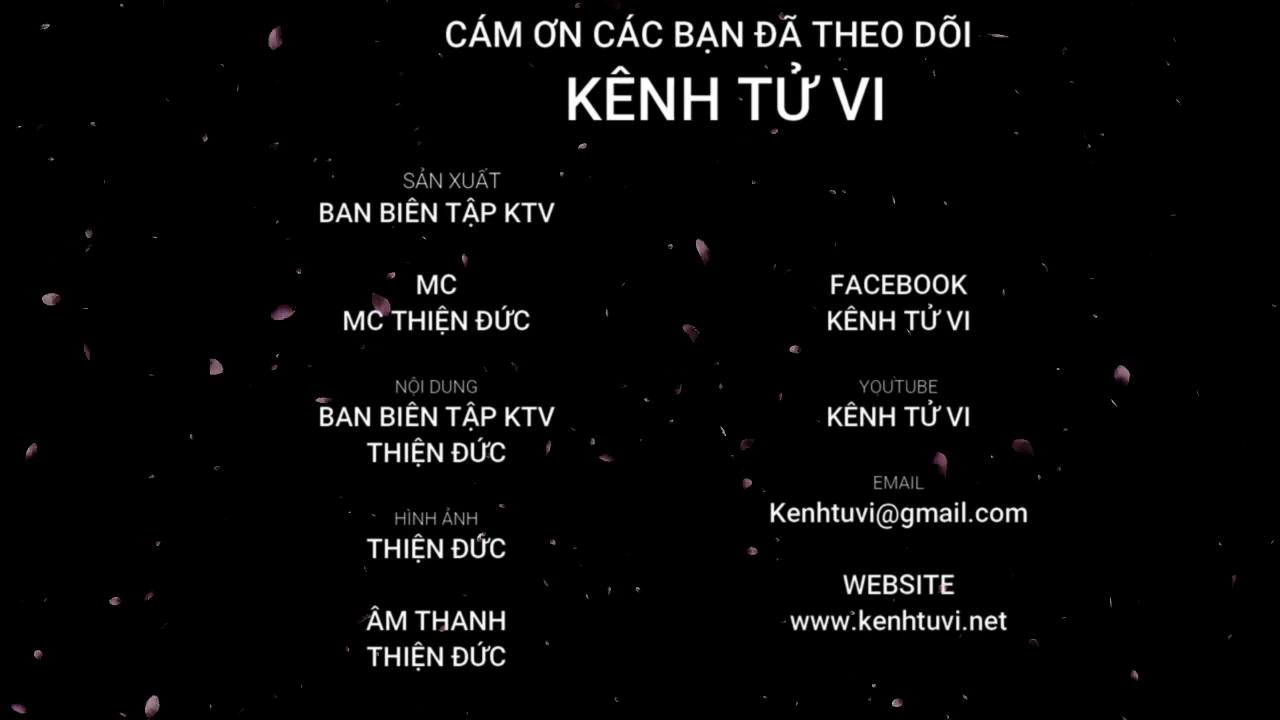 CÁM ƠN CÁC BẠN ĐÃ THEO DÕI
KÊNH TỬ VI
SẢN XUẤT
BAN BIÊN TẬP KTV
MC
MC THIỆN ĐỨC
NỘI DUNG
BAN BIÊN TẬP KTV
THIỆN ĐỨC
HÌNH ẢNH
THIỆN ĐỨC
ÂM THANH
THIỆN ĐỨC
FACEBOOK
KÊNH TỬ VI
YOUTUBE
KÊNH TỬ VI
EMAIL
Kenhtuvi@gmail.com
WEBSITE
www.kenhtuvi.net